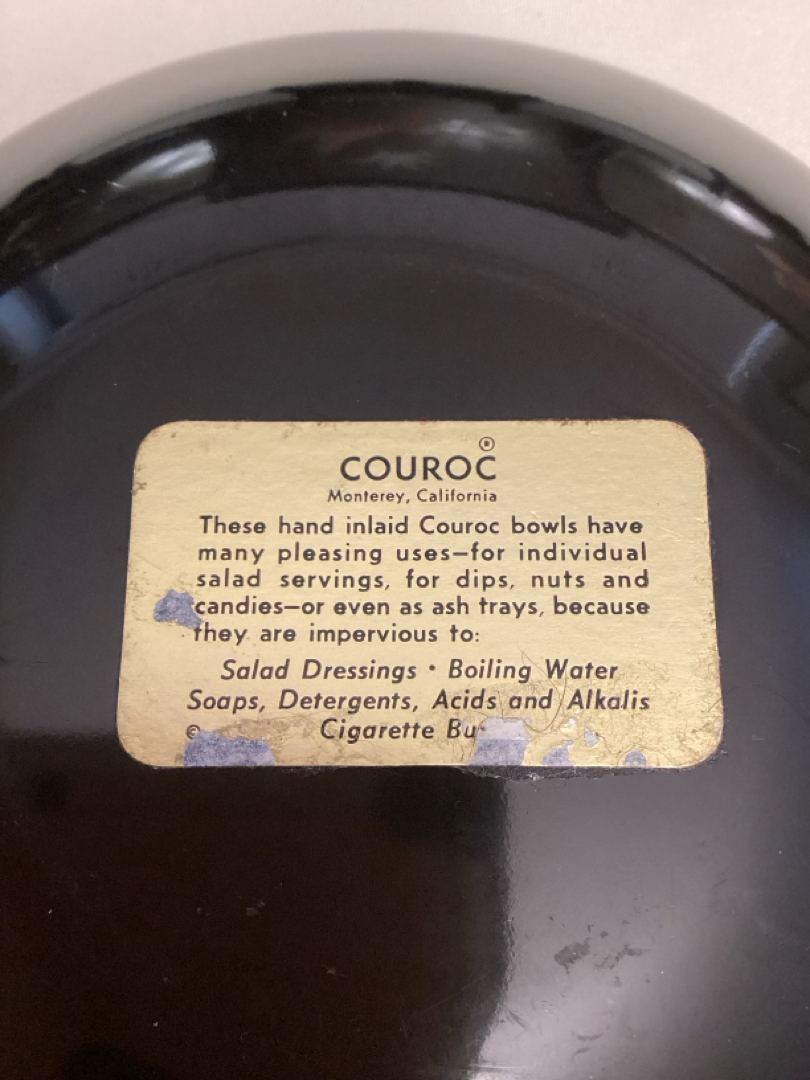 COUROC®
Monterey, California
These hand inlaid Couroc bowls have
many pleasing uses—for individual
salad servings, for dips, nuts and
candies—or even as ash trays, because
they are impervious to:
Salad Dressings • Boiling Water
Soaps, Detergents, Acids and Alkalis
© Cigarette